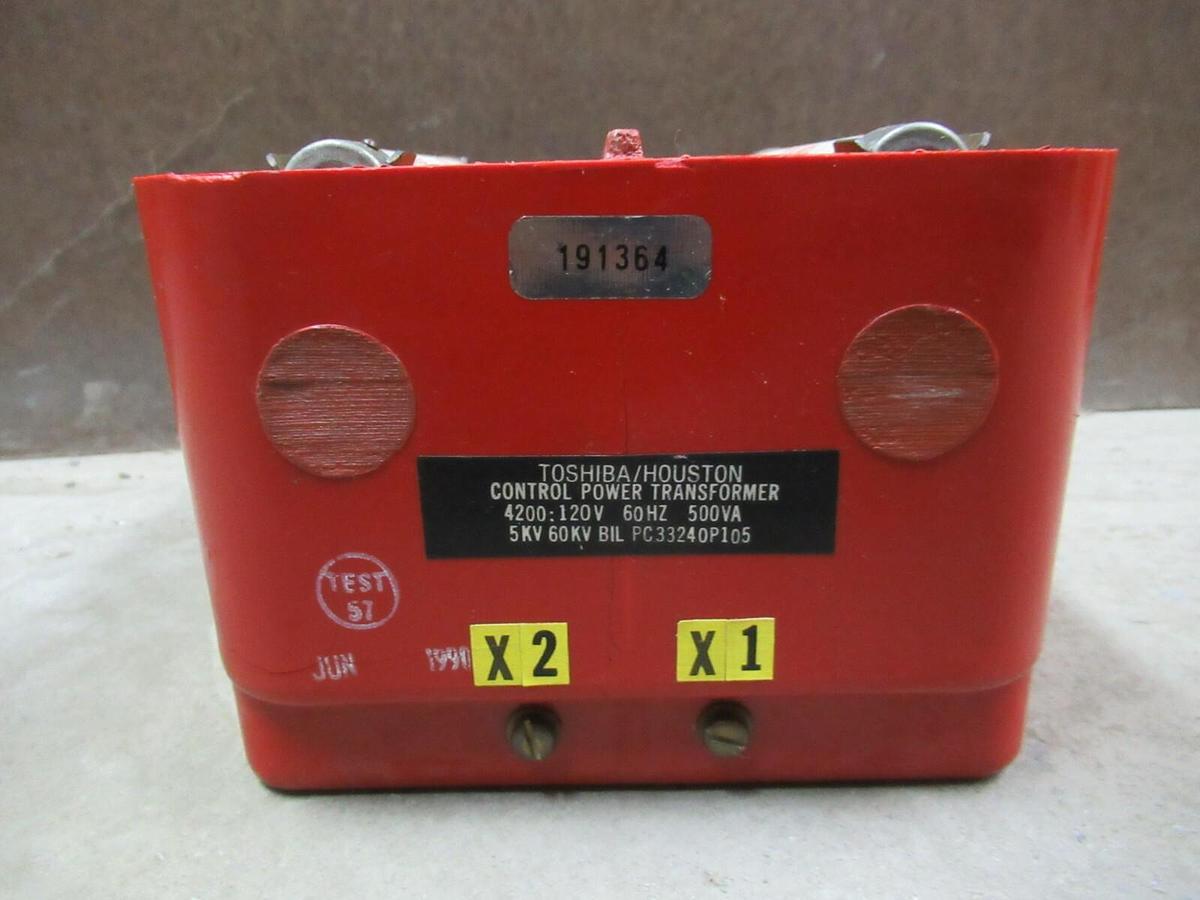 191364
TOSHIBA/HOUSTON
CONTROL POWER TRANSFORMER
4200:120V 60HZ 500VA
5KV 60KV BIL PC33240P105
TEST
57
JUN 1990
X2 X1